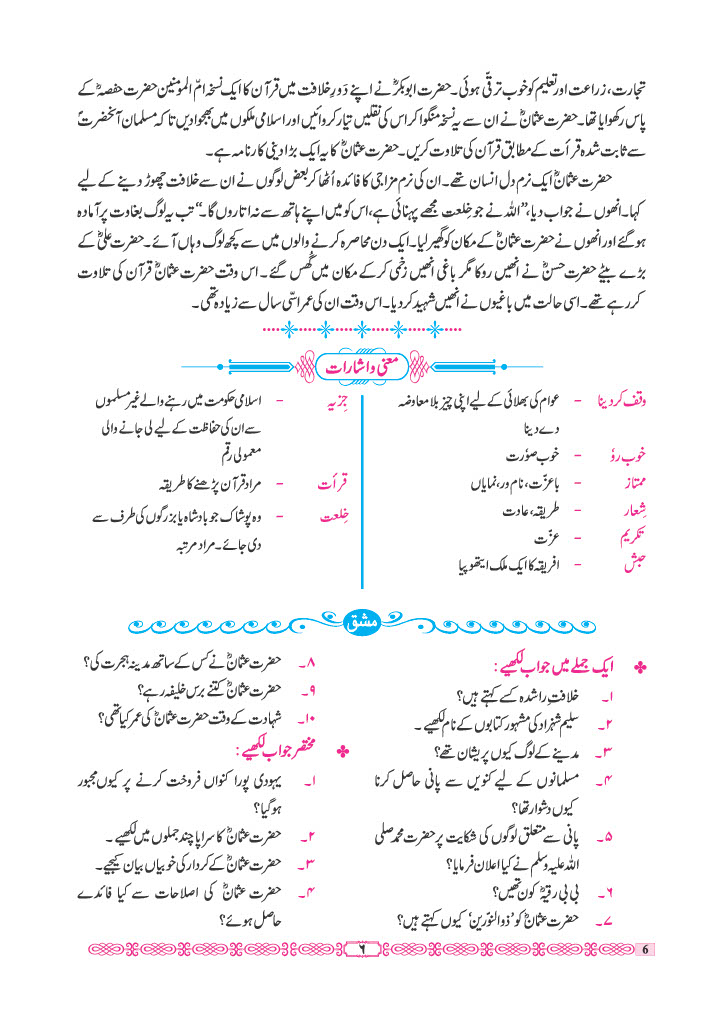 تجارت، زراعت اور تعلیم کو خوب ترقّی ہوئی۔ حضرت ابوبکرؓ نے اپنے دَورِ خلافت میں قرآن کا ایک نسخہ امّ المومنین حضرت حفصہؓ کے
پاس رکھوایا تھا۔ حضرت عثمانؓ نے ان سے یہ نسخہ منگوا کر اس کی نقلیں تیار کروائیں اور اسلامی ملکوں میں بھجوا دیں تاکہ مسلمان آنحضرتؐ
سے ثابت شدہ قرأت کے مطابق قرآن کی تلاوت کریں۔ حضرت عثمانؓ کا یہ ایک بڑا دینی کارنامہ ہے۔
حضرت عثمانؓ ایک نرم دل انسان تھے۔ ان کی نرم مزاجی کا فائدہ اُٹھا کر بعض لوگوں نے ان سے خلافت چھوڑ دینے کے لیے
کہا۔ انھوں نے جواب دیا، ”اللہ نے جو خِلعت مجھے پہنائی ہے، اس کو میں اپنے ہاتھ سے نہ اتاروں گا۔“ تب یہ لوگ بغاوت پر آمادہ
ہو گئے اور انھوں نے حضرت عثمانؓ کے مکان کو گھیر لیا۔ ایک دن محاصرہ کرنے والوں میں سے کچھ لوگ وہاں آئے۔ حضرت علیؓ کے
بڑے بیٹے حضرت حسنؓ نے انھیں روکا مگر باغی انھیں زخمی کرکے مکان میں گُھس گئے۔ اس وقت حضرت عثمانؓ قرآن کی تلاوت
کر رہے تھے۔ اسی حالت میں باغیوں نے انھیں شہید کر دیا۔ اس وقت ان کی عمر اسّی سال سے زیادہ تھی۔
معنی و اشارات
وقف کر دینا - عوام کی بھلائی کے لیے اپنی چیز بلا معاوضہ
دے دینا
خوب روٗ - خوب صوٗرت
ممتاز - باعزّت، نام ور، نمایاں
شِعار - طریقہ، عادت
تکریم - عزّت
حبش - افریقہ کا ایک ملک ایتھوپیا
جِزیہ - اسلامی حکومت میں رہنے والے غیر مسلموں
سے ان کی حفاظت کے لیے لی جانے والی
معمولی رقم
قرأت - مراد قرآن پڑھنے کا طریقہ
خِلعت - وہ پوشاک جو بادشاہ یا بزرگوں کی طرف سے
دی جائے۔ مراد مرتبہ
مشق
ایک جملے میں جواب لکھیے :
۱۔ خلافتِ راشدہ کسے کہتے ہیں؟
۲۔ سلیم شہزاد کی مشہور کتابوں کے نام لکھیے۔
۳۔ مدینے کے لوگ کیوں پریشان تھے؟
۴۔ مسلمانوں کے لیے کنویں سے پانی حاصل کرنا
کیوں دشوار تھا؟
۵۔ پانی سے متعلق لوگوں کی شکایت پر حضرت محمد صلی
اللہ علیہ وسلم نے کیا اعلان فرمایا؟
۶۔ بی بی رقیہؓ کون تھیں؟
۷۔ حضرت عثمانؓ کو ’ذوالنّورین‘ کیوں کہتے ہیں؟
۸۔ حضرت عثمانؓ نے کس کے ساتھ مدینہ ہجرت کی؟
۹۔ حضرت عثمانؓ کتنے برس خلیفہ رہے؟
۱۰۔ شہادت کے وقت حضرت عثمانؓ کی عمر کیا تھی؟
مختصر جواب لکھیے :
۱۔ یہودی پورا کنواں فروخت کرنے پر کیوں مجبور
ہو گیا؟
۲۔ حضرت عثمانؓ کا سراپا چند جملوں میں لکھیے۔
۳۔ حضرت عثمانؓ کے کردار کی خوبیاں بیان کیجیے۔
۴۔ حضرت عثمانؓ کی اصلاحات سے کیا فائدے
حاصل ہوئے؟
۶
6